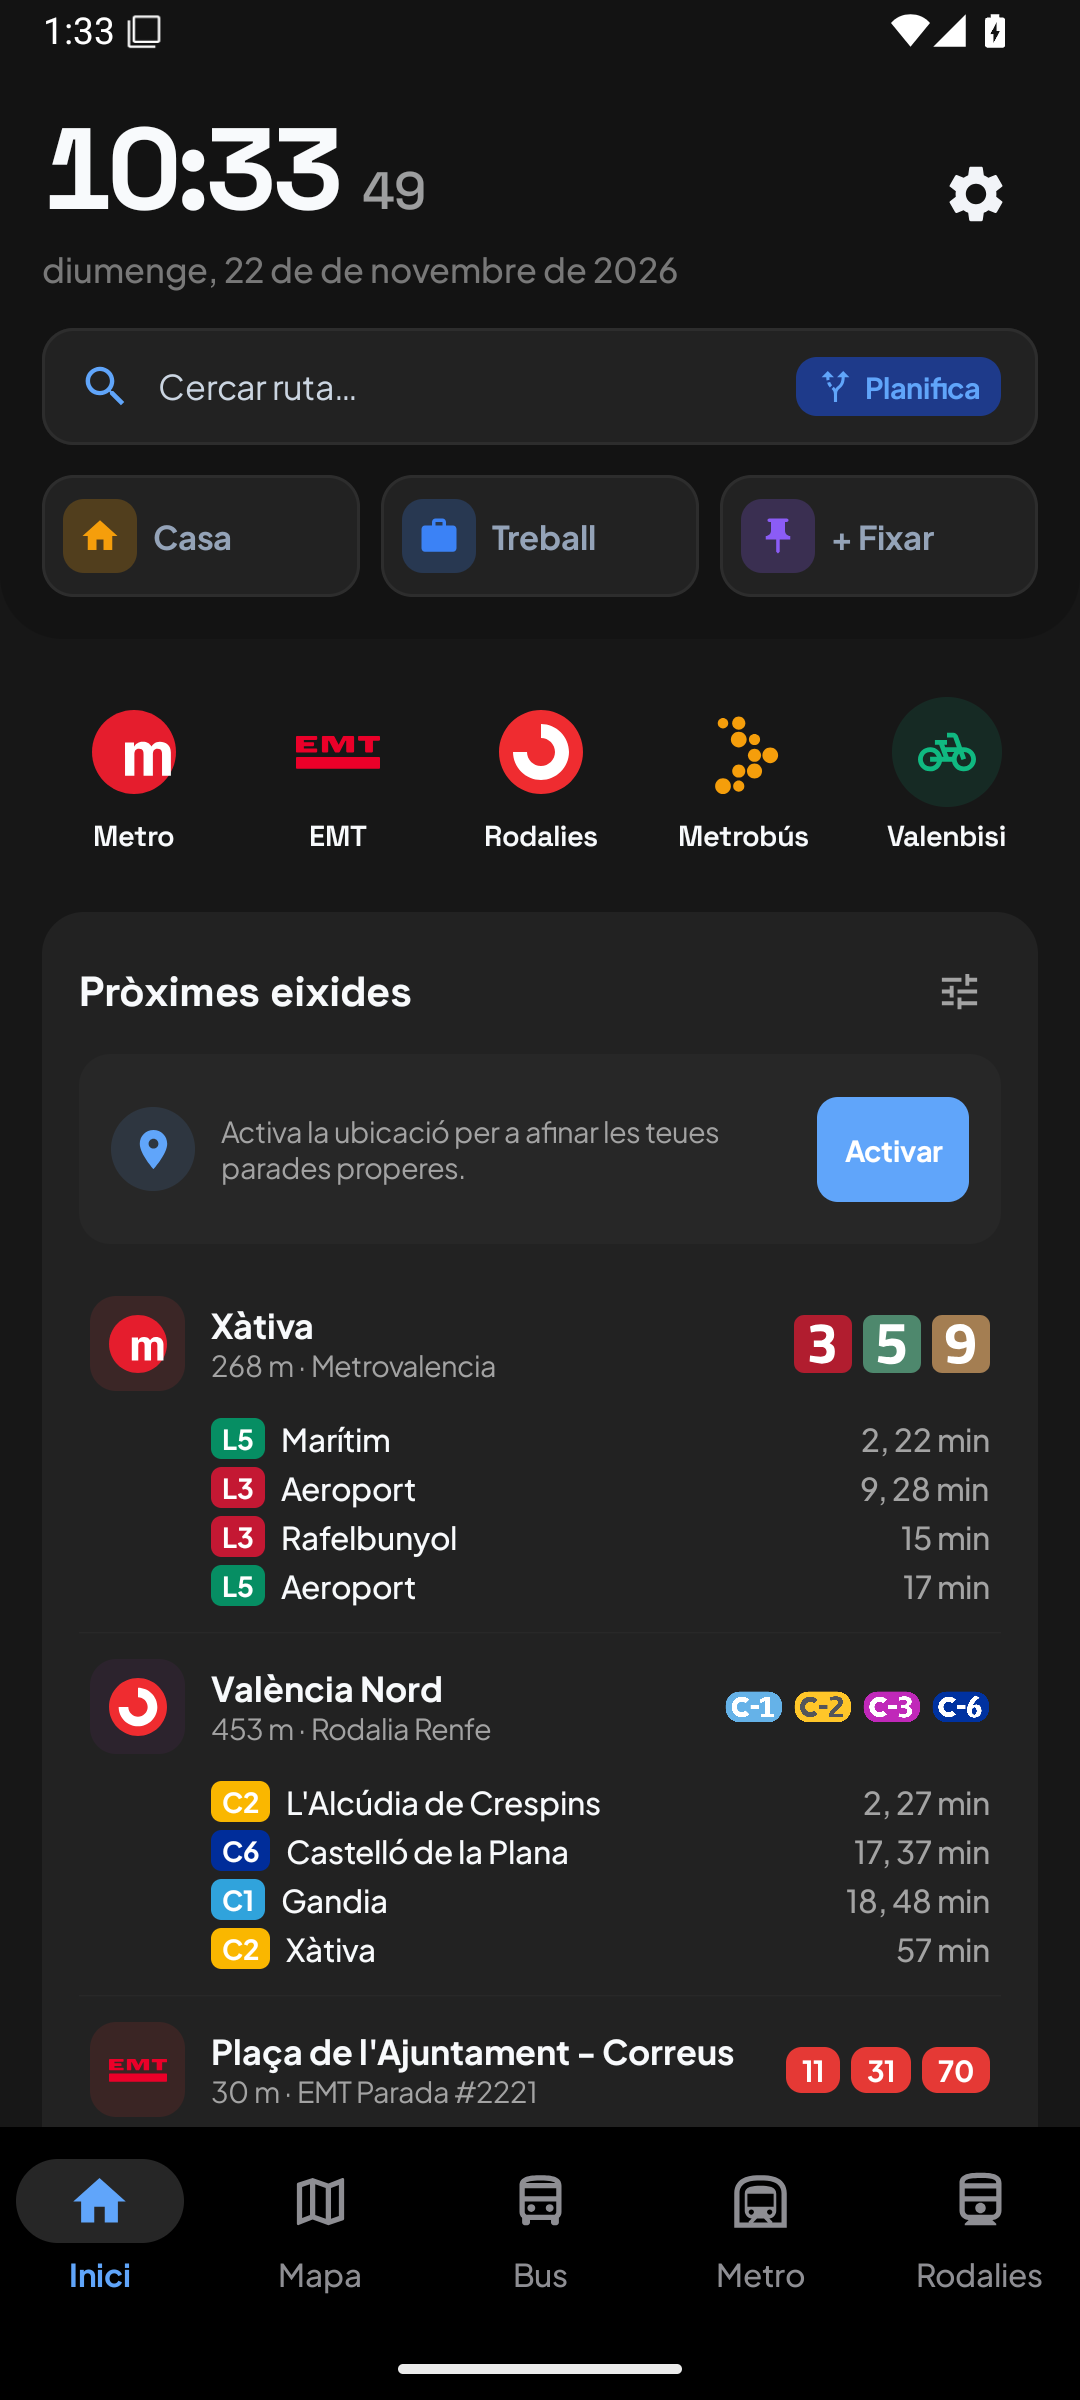 1:33
10:33 49
diumenge, 22 de de novembre de 2026
Cercar ruta...
Planifica
Casa
Treball
+ Fixar
m
EMT
Metro
EMT
Rodalies
Metrobús
Valenbisi
Pròximes eixides
Activa la ubicació per a afinar les teues
parades properes.
Activar
m
Xàtiva
268 m · Metrovalencia
3 5 9
L5 Marítim 2, 22 min
L3 Aeroport 9, 28 min
L3 Rafelbunyol 15 min
L5 Aeroport 17 min
València Nord
453 m · Rodalia Renfe
C-1 C-2 C-3 C-6
C2 L'Alcúdia de Crespins 2, 27 min
C6 Castelló de la Plana 17, 37 min
C1 Gandia 18, 48 min
C2 Xàtiva 57 min
EMT
Plaça de l'Ajuntament - Correus
30 m · EMT Parada #2221
11 31 70
Inici
Mapa
Bus
Metro
Rodalies